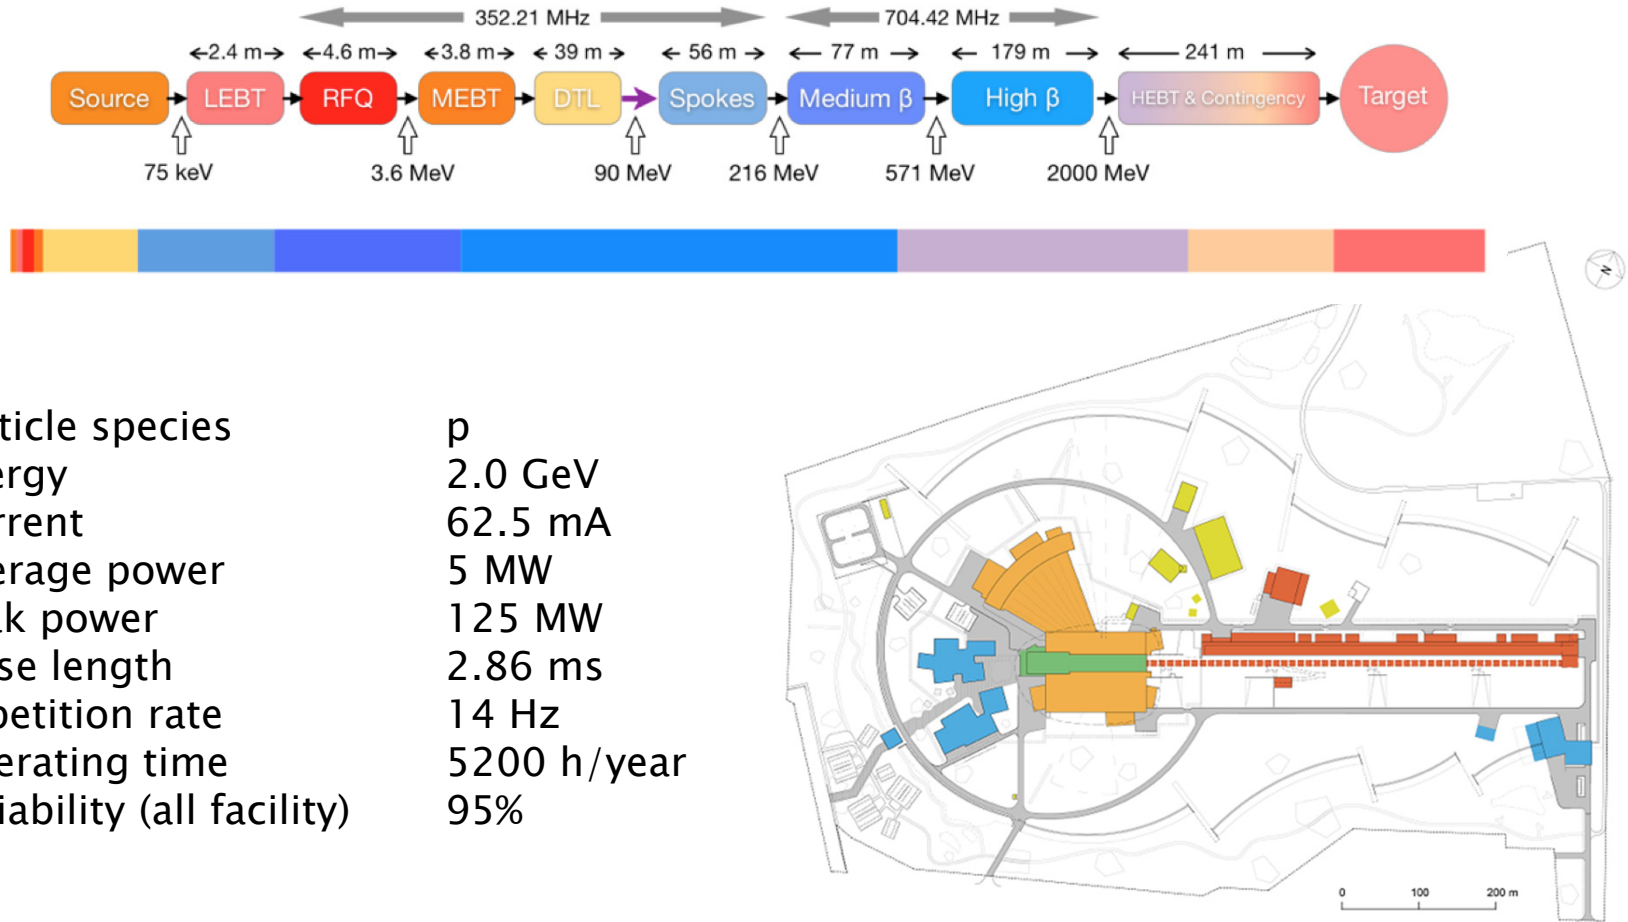 352.21 MHz 704.42 MHz
2.4 m 4.6 m 3.8 m 39 m 56 m 77 m 179 m 241 m
Source LEBT RFQ MEBT DTL Spokes Medium β High β HEBT & Contingency Target
75 keV 3.6 MeV 90 MeV 216 MeV 571 MeV 2000 MeV
N
ticle species p
ergy 2.0 GeV
rrent 62.5 mA
erage power 5 MW
k power 125 MW
se length 2.86 ms
petition rate 14 Hz
erating time 5200 h/year
iability (all facility) 95%
0 100 200 m